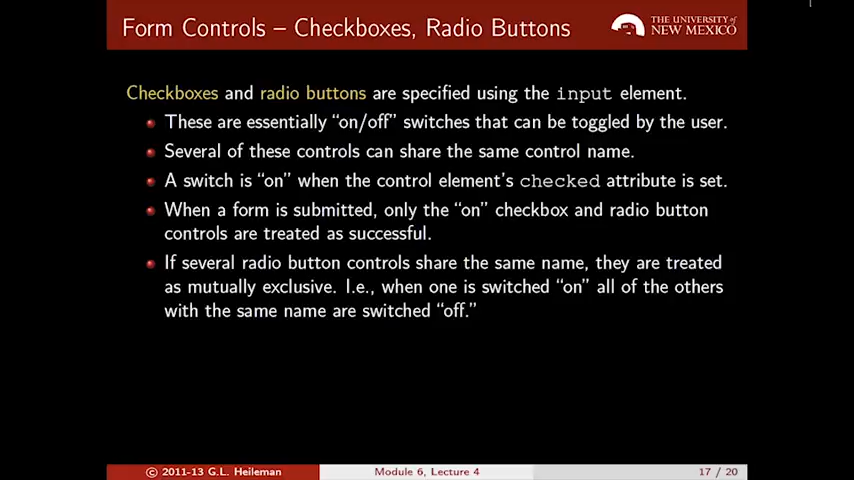 Form Controls – Checkboxes, Radio Buttons
THE UNIVERSITY of
NEW MEXICO
Checkboxes and radio buttons are specified using the input element.
These are essentially “on/off” switches that can be toggled by the user.
Several of these controls can share the same control name.
A switch is “on” when the control element's checked attribute is set.
When a form is submitted, only the “on” checkbox and radio button
controls are treated as successful.
If several radio button controls share the same name, they are treated
as mutually exclusive. I.e., when one is switched “on” all of the others
with the same name are switched “off.”
© 2011-13 G.L. Heileman
Module 6, Lecture 4
17 / 20